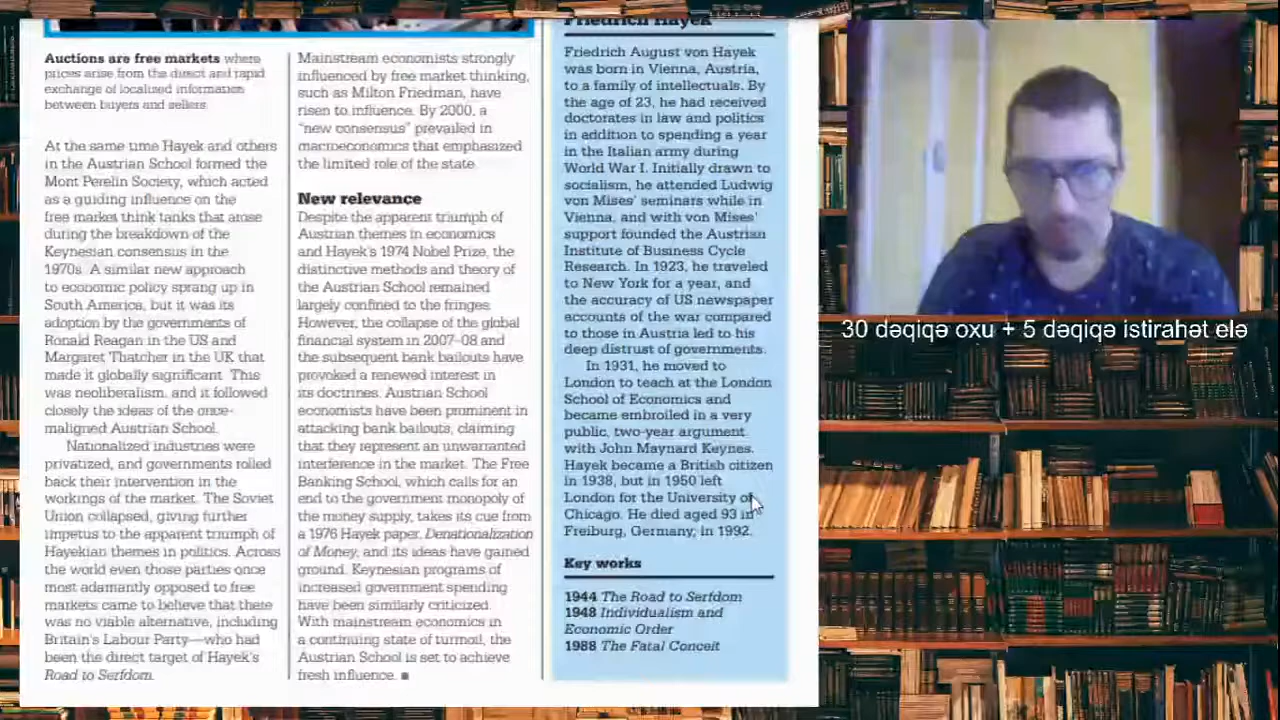 Auctions are free markets where
prices arise from the direct and rapid
exchange of localized information
between buyers and sellers.
At the same time Hayek and others
in the Austrian School formed the
Mont Perelin Society, which acted
as a guiding influence on the
free market think tanks that arose
during the breakdown of the
Keynesian consensus in the
1970s. A similar new approach
to economic policy sprang up in
South America, but it was its
adoption by the governments of
Ronald Reagan in the US and
Margaret Thatcher in the UK that
made it globally significant. This
was neoliberalism, and it followed
closely the ideas of the once-
maligned Austrian School.
Nationalized industries were
privatized, and governments rolled
back their intervention in the
workings of the market. The Soviet
Union collapsed, giving further
impetus to the apparent triumph of
Hayekian themes in politics. Across
the world even those parties once
most adamantly opposed to free
markets came to believe that there
was no viable alternative, including
Britain's Labour Party—who had
been the direct target of Hayek's
Road to Serfdom.
Mainstream economists strongly
influenced by free market thinking,
such as Milton Friedman, have
risen to influence. By 2000, a
"new consensus" prevailed in
macroeconomics that emphasized
the limited role of the state.
New relevance
Despite the apparent triumph of
Austrian themes in economics
and Hayek's 1974 Nobel Prize, the
distinctive methods and theory of
the Austrian School remained
largely confined to the fringes.
However, the collapse of the global
financial system in 2007–08 and
the subsequent bank bailouts have
provoked a renewed interest in
its doctrines. Austrian School
economists have been prominent in
attacking bank bailouts, claiming
that they represent an unwarranted
interference in the market. The Free
Banking School, which calls for an
end to the government monopoly of
the money supply, takes its cue from
a 1976 Hayek paper, Denationalization
of Money, and its ideas have gained
ground. Keynesian programs of
increased government spending
have been similarly criticized.
With mainstream economics in
a continuing state of turmoil, the
Austrian School is set to achieve
fresh influence. ■
Friedrich Hayek
Friedrich August von Hayek
was born in Vienna, Austria,
to a family of intellectuals. By
the age of 23, he had received
doctorates in law and politics
in addition to spending a year
in the Italian army during
World War I. Initially drawn to
socialism, he attended Ludwig
von Mises' seminars while in
Vienna, and with von Mises'
support founded the Austrian
Institute of Business Cycle
Research. In 1923, he traveled
to New York for a year, and
the accuracy of US newspaper
accounts of the war compared
to those in Austria led to his
deep distrust of governments.
In 1931, he moved to
London to teach at the London
School of Economics and
became embroiled in a very
public, two-year argument
with John Maynard Keynes.
Hayek became a British citizen
in 1938, but in 1950 left
London for the University of
Chicago. He died aged 93 in
Freiburg, Germany, in 1992.
Key works
1944 The Road to Serfdom
1948 Individualism and
Economic Order
1988 The Fatal Conceit
30 dəqiqə oxu + 5 dəqiqə istirahət elə